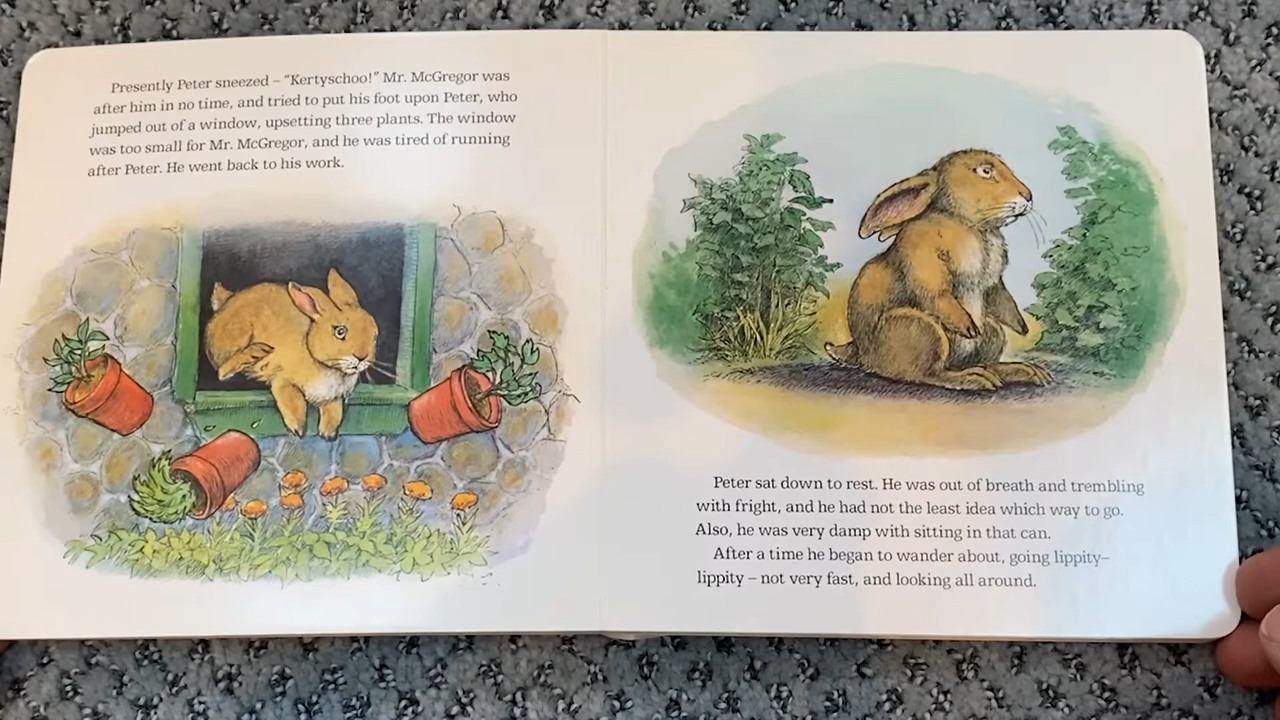 Presently Peter sneezed – “Kertyschoo!” Mr. McGregor was
after him in no time, and tried to put his foot upon Peter, who
jumped out of a window, upsetting three plants. The window
was too small for Mr. McGregor, and he was tired of running
after Peter. He went back to his work.
Peter sat down to rest. He was out of breath and trembling
with fright, and he had not the least idea which way to go.
Also, he was very damp with sitting in that can.
After a time he began to wander about, going lippity–
lippity – not very fast, and looking all around.